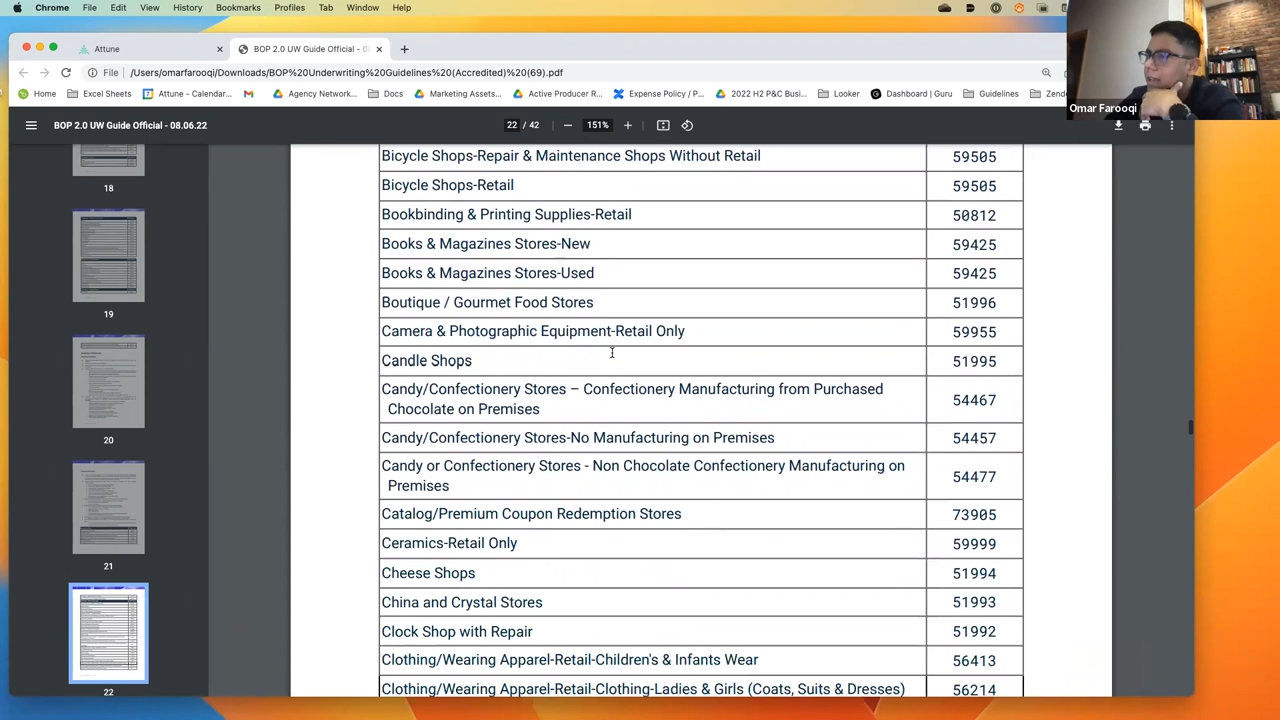 Chrome File Edit View History Bookmarks Profiles Tab Window Help
Attune
BOP 2.0 UW Guide Official - 0
File /Users/omarfarooqi/Downloads/BOP%20Underwriting%20Guidelines%20(Accredited)%20(69).pdf
Home Excel Sheets Attune - Calendar... Agency Network... Docs Marketing Assets... Active Producer R... Expense Policy / P... 2022 H2 P&C Busi... Looker Dashboard | Guru Guidelines Zend
Omar Farooqi
BOP 2.0 UW Guide Official - 08.06.22
22 / 42
151%
18
19
20
21
22
Bicycle Shops-Repair & Maintenance Shops Without Retail 59505
Bicycle Shops-Retail 59505
Bookbinding & Printing Supplies-Retail 50812
Books & Magazines Stores-New 59425
Books & Magazines Stores-Used 59425
Boutique / Gourmet Food Stores 51996
Camera & Photographic Equipment-Retail Only 59955
Candle Shops 51995
Candy/Confectionery Stores – Confectionery Manufacturing from Purchased
Chocolate on Premises 54467
Candy/Confectionery Stores-No Manufacturing on Premises 54457
Candy or Confectionery Stores - Non Chocolate Confectionery Manufacturing on
Premises 54477
Catalog/Premium Coupon Redemption Stores 73905
Ceramics-Retail Only 59999
Cheese Shops 51994
China and Crystal Stores 51993
Clock Shop with Repair 51992
Clothing/Wearing Apparel-Retail-Children's & Infants Wear 56413
Clothing/Wearing Apparel-Retail-Clothing-Ladies & Girls (Coats, Suits & Dresses) 56214